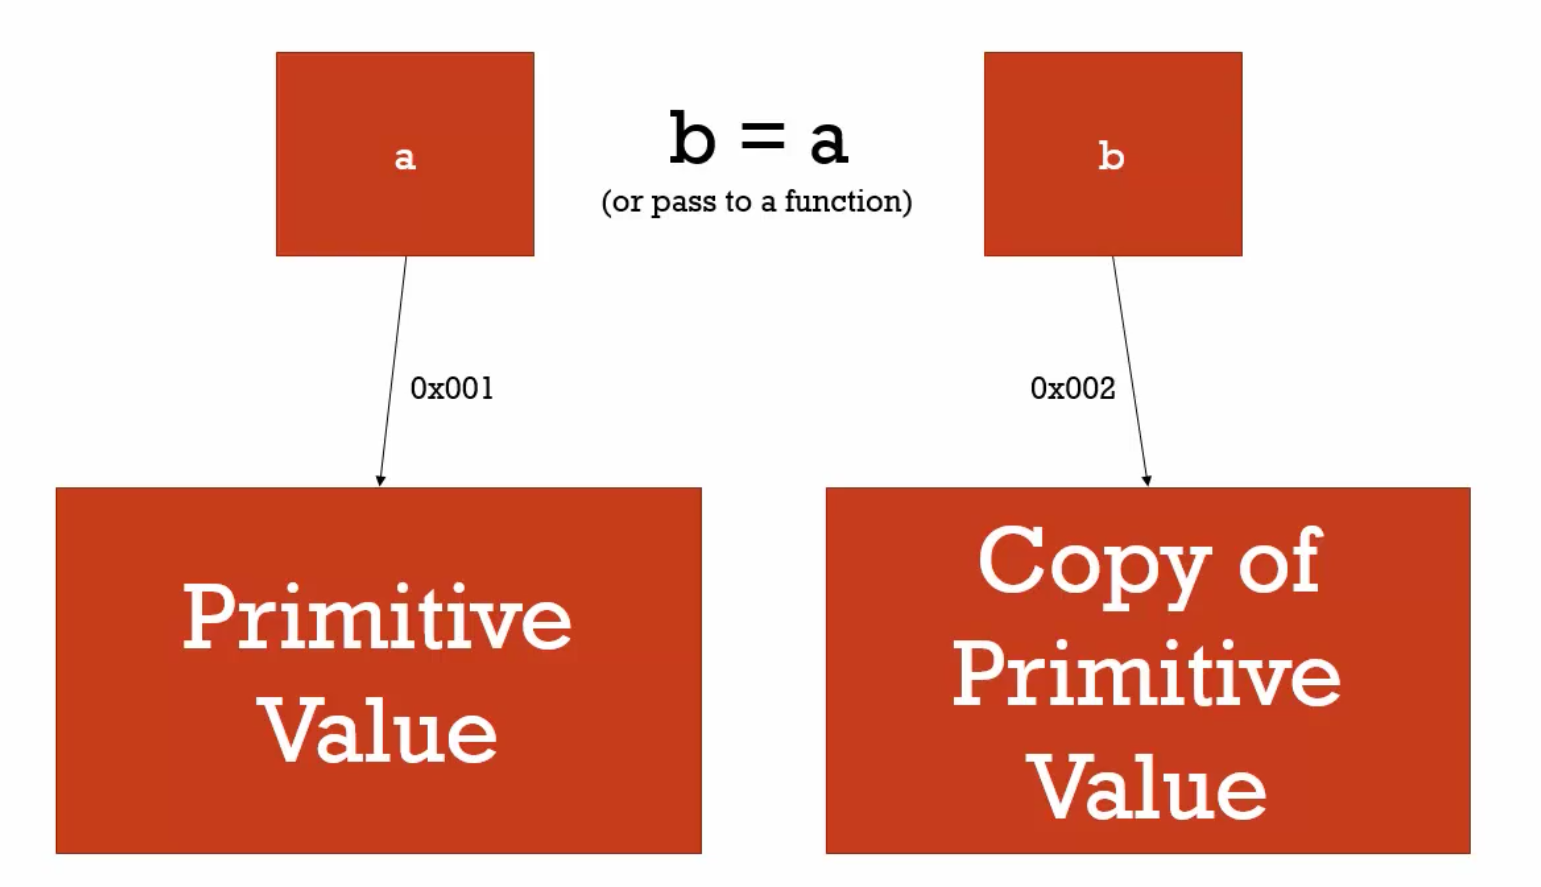 a
b = a
(or pass to a function)
b
0x001
0x002
Primitive
Value
Copy of
Primitive
Value